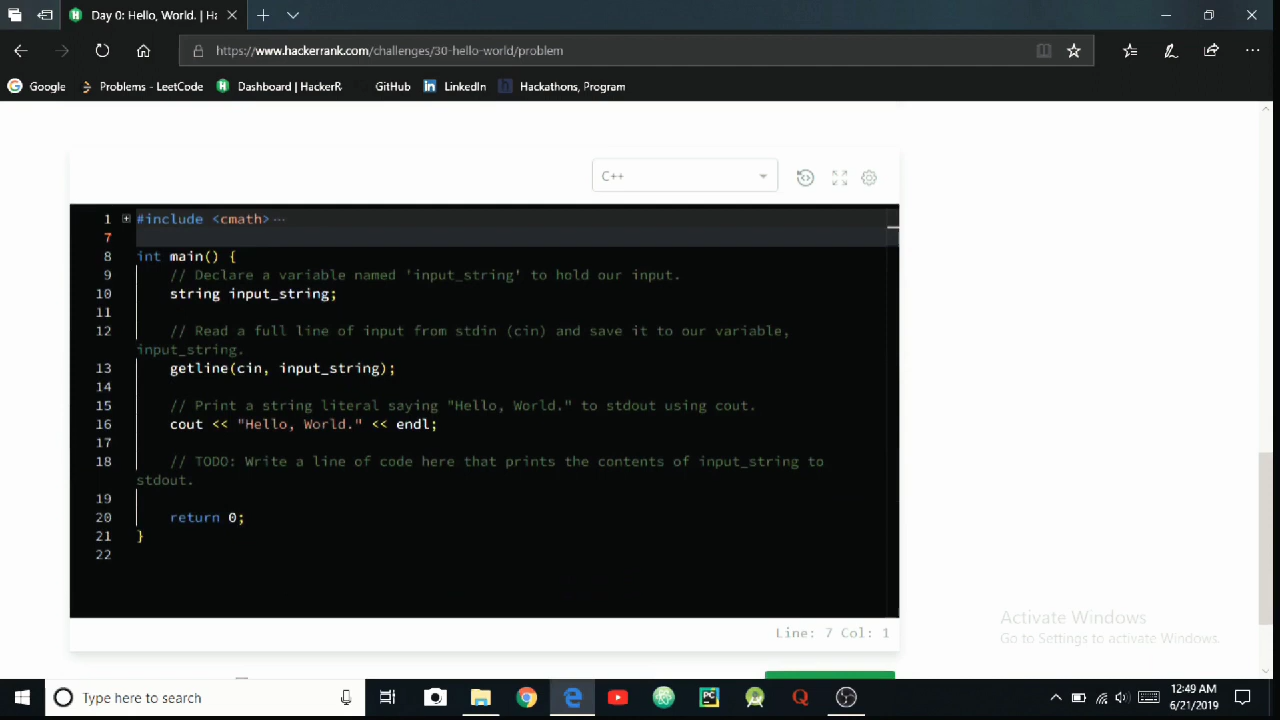 Day 0: Hello, World. | Ha
https://www.hackerrank.com/challenges/30-hello-world/problem
Google Problems - LeetCode Dashboard | HackerR GitHub LinkedIn Hackathons, Program
C++
1 #include <cmath> ...
7
8 int main() {
9 // Declare a variable named 'input_string' to hold our input.
10 string input_string;
11
12 // Read a full line of input from stdin (cin) and save it to our variable,
input_string.
13 getline(cin, input_string);
14
15 // Print a string literal saying "Hello, World." to stdout using cout.
16 cout << "Hello, World." << endl;
17
18 // TODO: Write a line of code here that prints the contents of input_string to
stdout.
19
20 return 0;
21 }
22
Activate Windows
Go to Settings to activate Windows.
Line: 7 Col: 1
Type here to search
PC
12:49 AM
6/21/2019